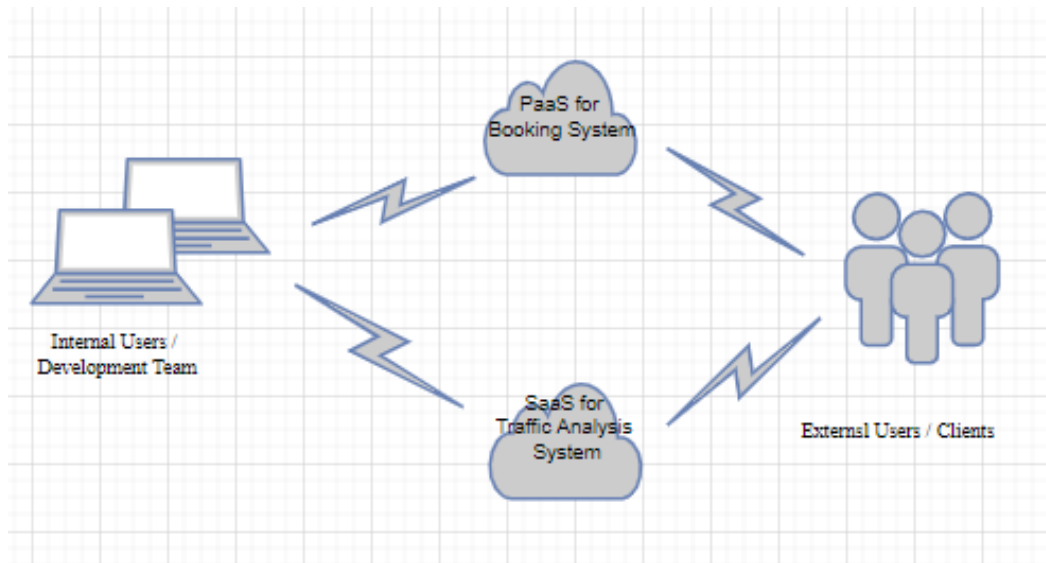 PaaS for
Booking System
Internal Users /
Development Team
SaaS for
Traffic Analysis
System
Externsl Users / Clients